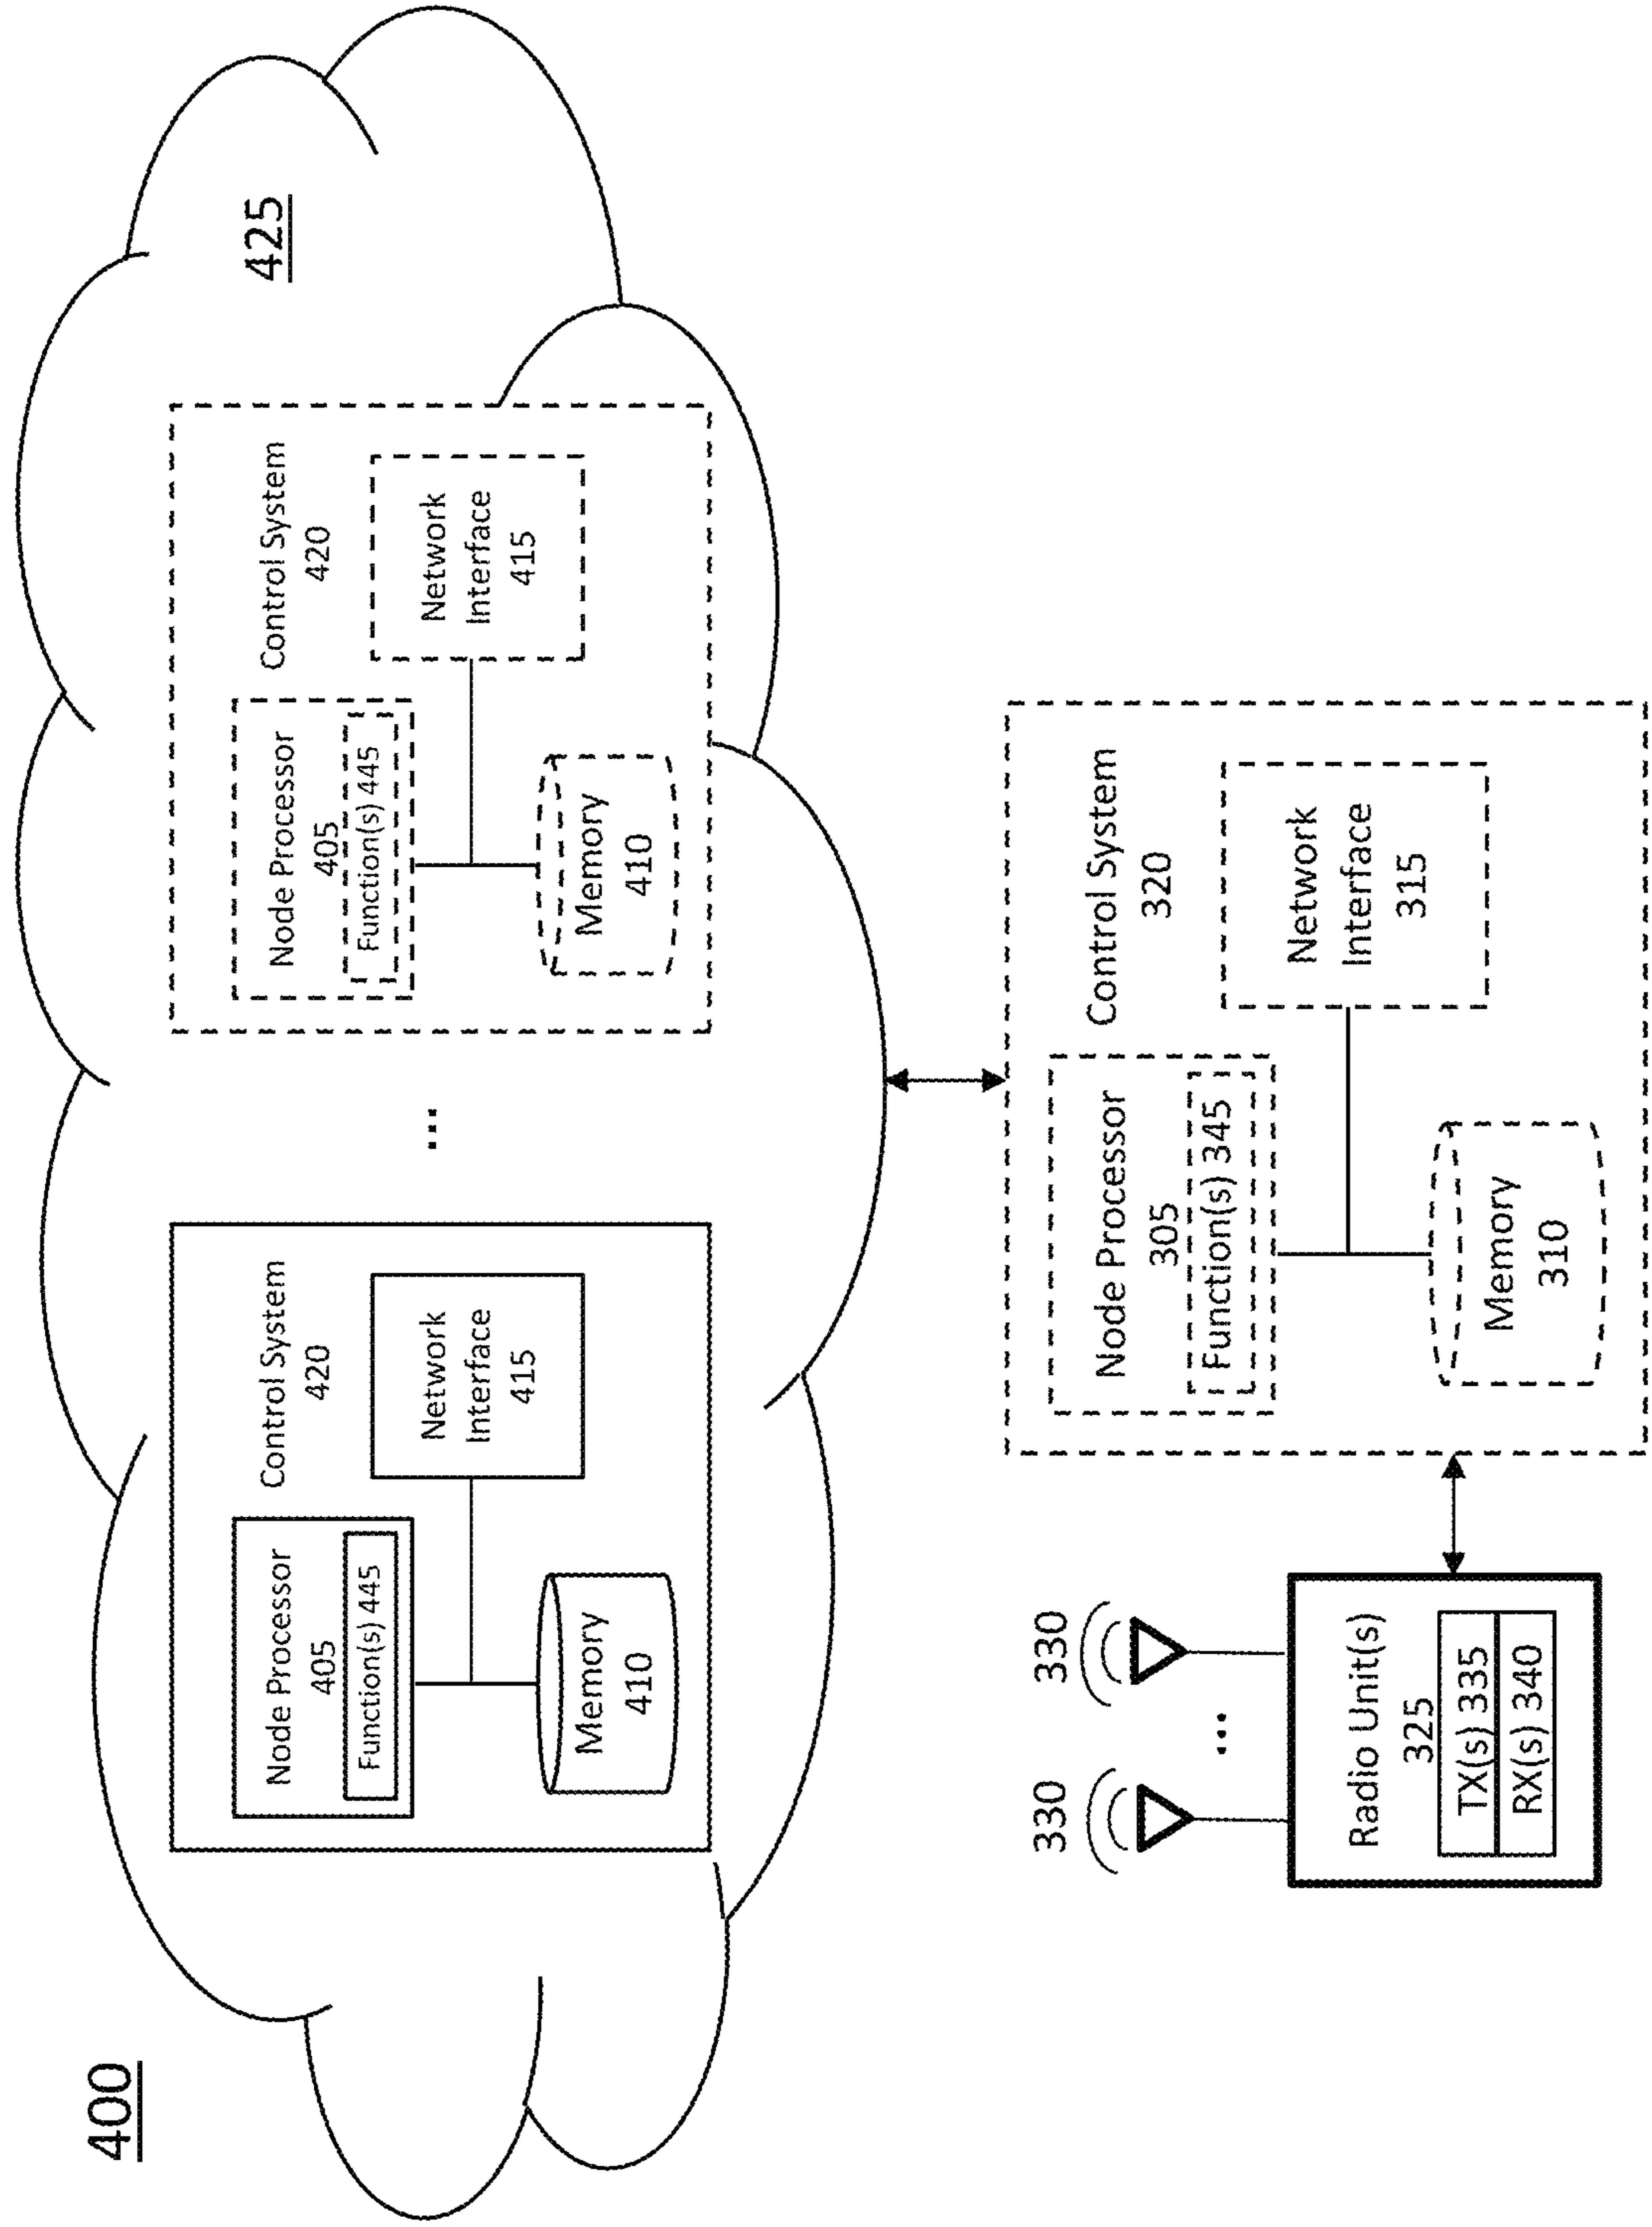 400
425
Control System
420
Node Processor
405
Function(s) 445
Network
Interface
415
Memory
410
...
Control System
420
Node Processor
405
Function(s) 445
Network
Interface
415
Memory
410
330
...
330
Radio Unit(s)
325
TX(s) 335
RX(s) 340
Control System
320
Node Processor
305
Function(s) 345
Network
Interface
315
Memory
310